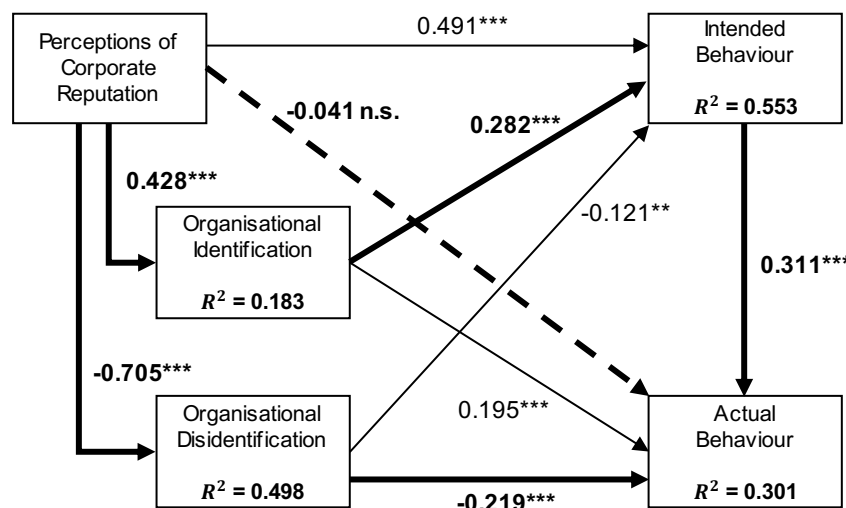 Perceptions of
Corporate
Reputation
0.491***
Intended
Behaviour
R² = 0.553
-0.041 n.s.
0.282***
0.428***
-0.121**
Organisational
Identification
R² = 0.183
0.311***
-0.705***
0.195***
Organisational
Disidentification
R² = 0.498
-0.219***
Actual
Behaviour
R² = 0.301